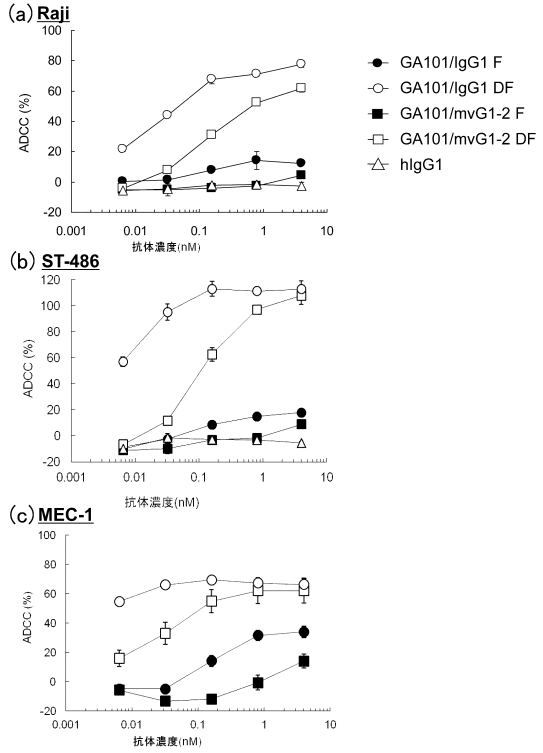 (a) Raji
100
80
60
40
20
0
-20
ADCC (%)
0.001 0.01 0.1 1 10
抗体濃度(nM)
GA101/IgG1 F
GA101/IgG1 DF
GA101/mvG1-2 F
GA101/mvG1-2 DF
hIgG1
(b) ST-486
120
100
80
60
40
20
0
-20
ADCC (%)
0.001 0.01 0.1 1 10
抗体濃度(nM)
(c) MEC-1
100
80
60
40
20
0
-20
ADCC (%)
0.001 0.01 0.1 1 10
抗体濃度(nM)